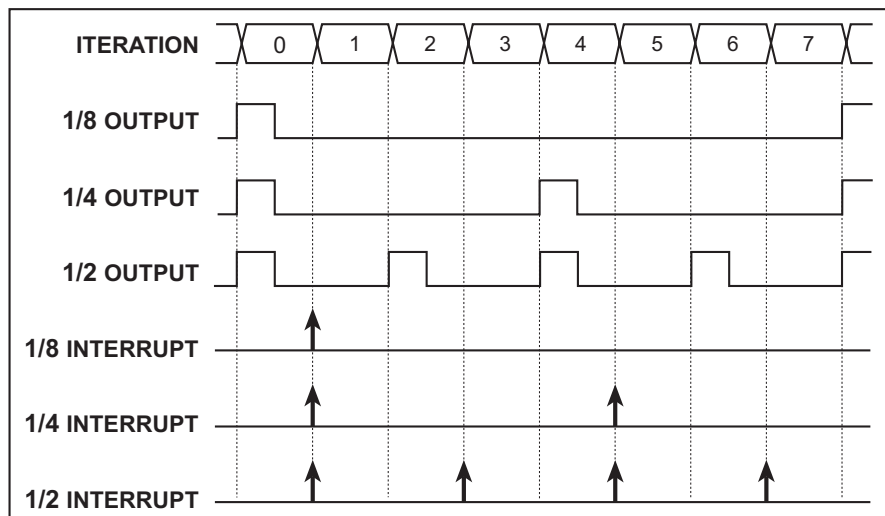 ITERATION 0 1 2 3 4 5 6 7
1/8 OUTPUT
1/4 OUTPUT
1/2 OUTPUT
1/8 INTERRUPT
1/4 INTERRUPT
1/2 INTERRUPT